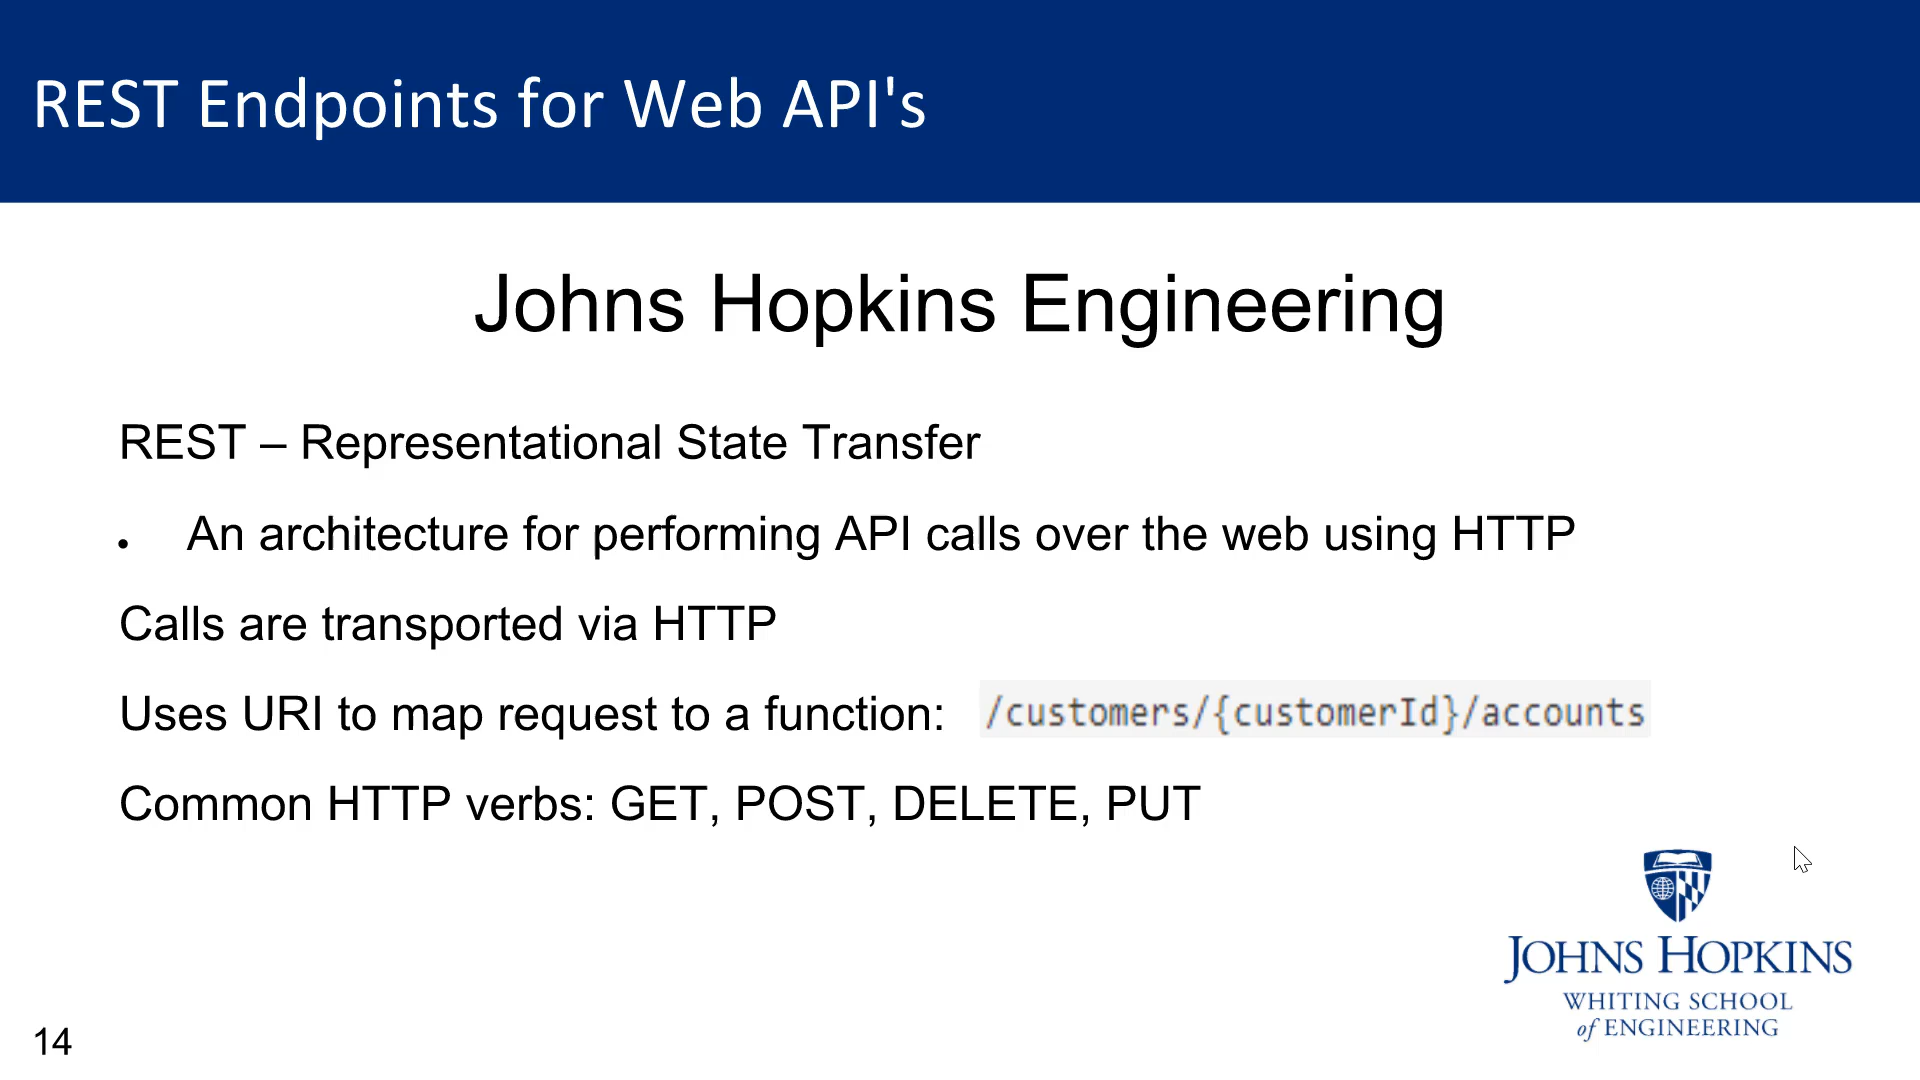 REST Endpoints for Web API's
Johns Hopkins Engineering
REST – Representational State Transfer
• An architecture for performing API calls over the web using HTTP
Calls are transported via HTTP
Uses URI to map request to a function: /customers/{customerId}/accounts
Common HTTP verbs: GET, POST, DELETE, PUT
JOHNS HOPKINS
WHITING SCHOOL
of ENGINEERING
14